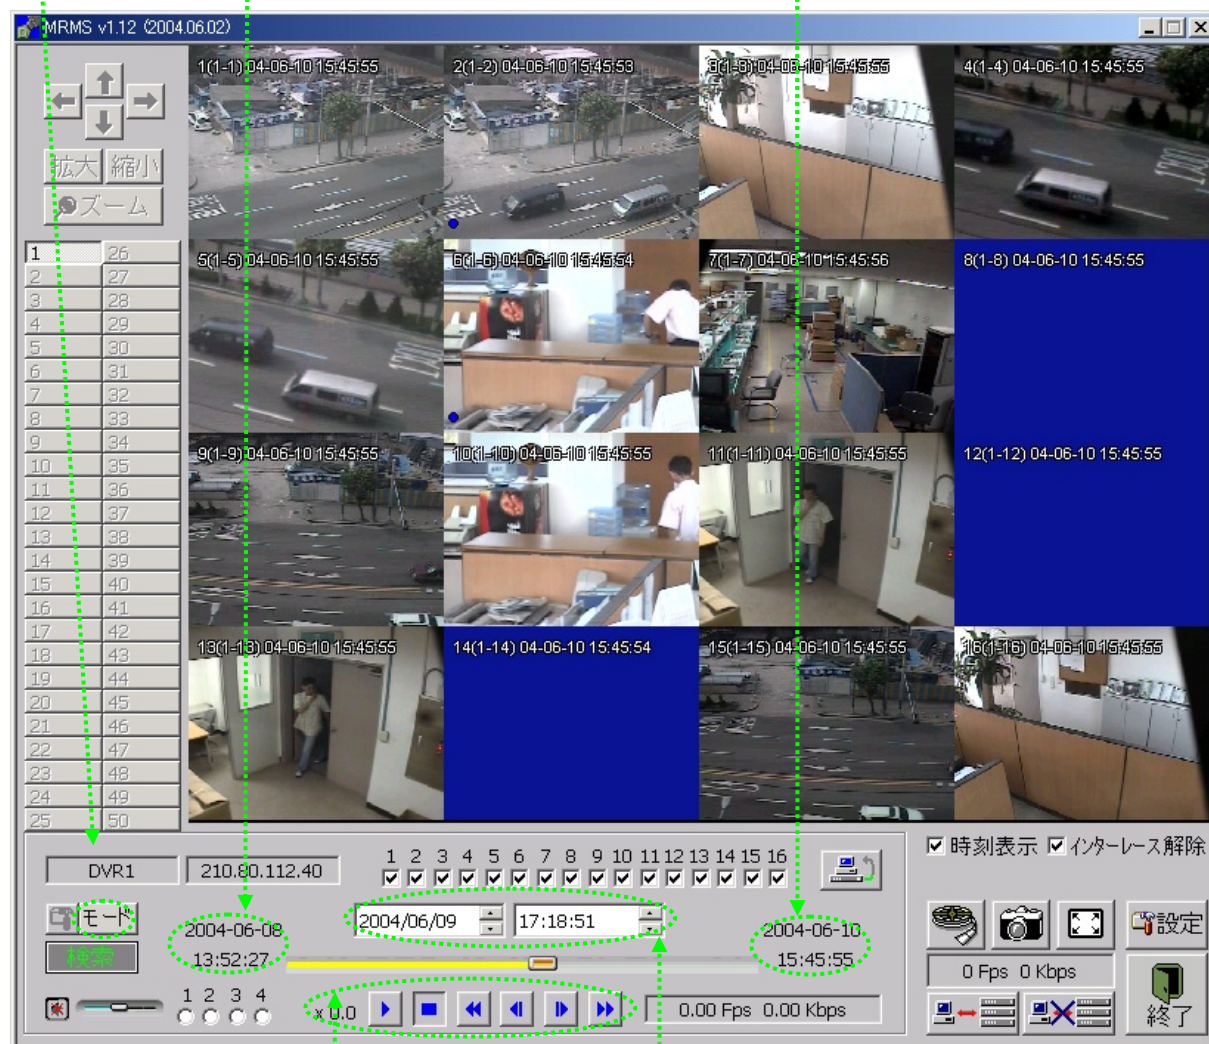 MRMS v1.12 (2004.06.02)
1(1-1) 04-06-10 15:45:55
2(1-2) 04-06-10 15:45:53
3(1-3) 04-06-10 15:45:55
4(1-4) 04-06-10 15:45:55
拡大 縮小
ズーム
5(1-5) 04-06-10 15:45:55
6(1-6) 04-06-10 15:45:54
7(1-7) 04-06-10 15:45:56
8(1-8) 04-06-10 15:45:55
9(1-9) 04-06-10 15:45:55
10(1-10) 04-06-10 15:45:55
11(1-11) 04-06-10 15:45:55
12(1-12) 04-06-10 15:45:55
13(1-13) 04-06-10 15:45:55
14(1-14) 04-06-10 15:45:54
15(1-15) 04-06-10 15:45:55
16(1-16) 04-06-10 15:45:55
1 26
2 27
3 28
4 29
5 30
6 31
7 32
8 33
9 34
10 35
11 36
12 37
13 38
14 39
15 40
16 41
17 42
18 43
19 44
20 45
21 46
22 47
23 48
24 49
25 50
DVR1 210.80.112.40
1 2 3 4 5 6 7 8 9 10 11 12 13 14 15 16
時刻表示 インターレース解除
モード
2004-06-08
13:52:27
2004/06/09 17:18:51
2004-06-10
15:45:55
検索
1 2 3 4
x 0.0
0.00 Fps 0.00 Kbps
設定
0 Fps 0 Kbps
終了